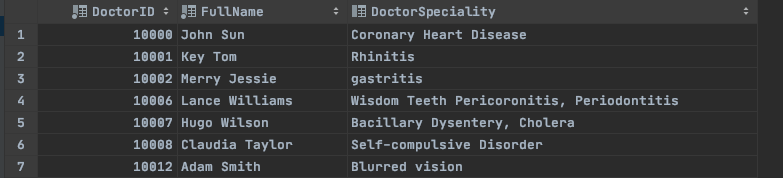 DoctorID FullName DoctorSpeciality
1 10000 John Sun Coronary Heart Disease
2 10001 Key Tom Rhinitis
3 10002 Merry Jessie gastritis
4 10006 Lance Williams Wisdom Teeth Pericoronitis, Periodontitis
5 10007 Hugo Wilson Bacillary Dysentery, Cholera
6 10008 Claudia Taylor Self-compulsive Disorder
7 10012 Adam Smith Blurred vision